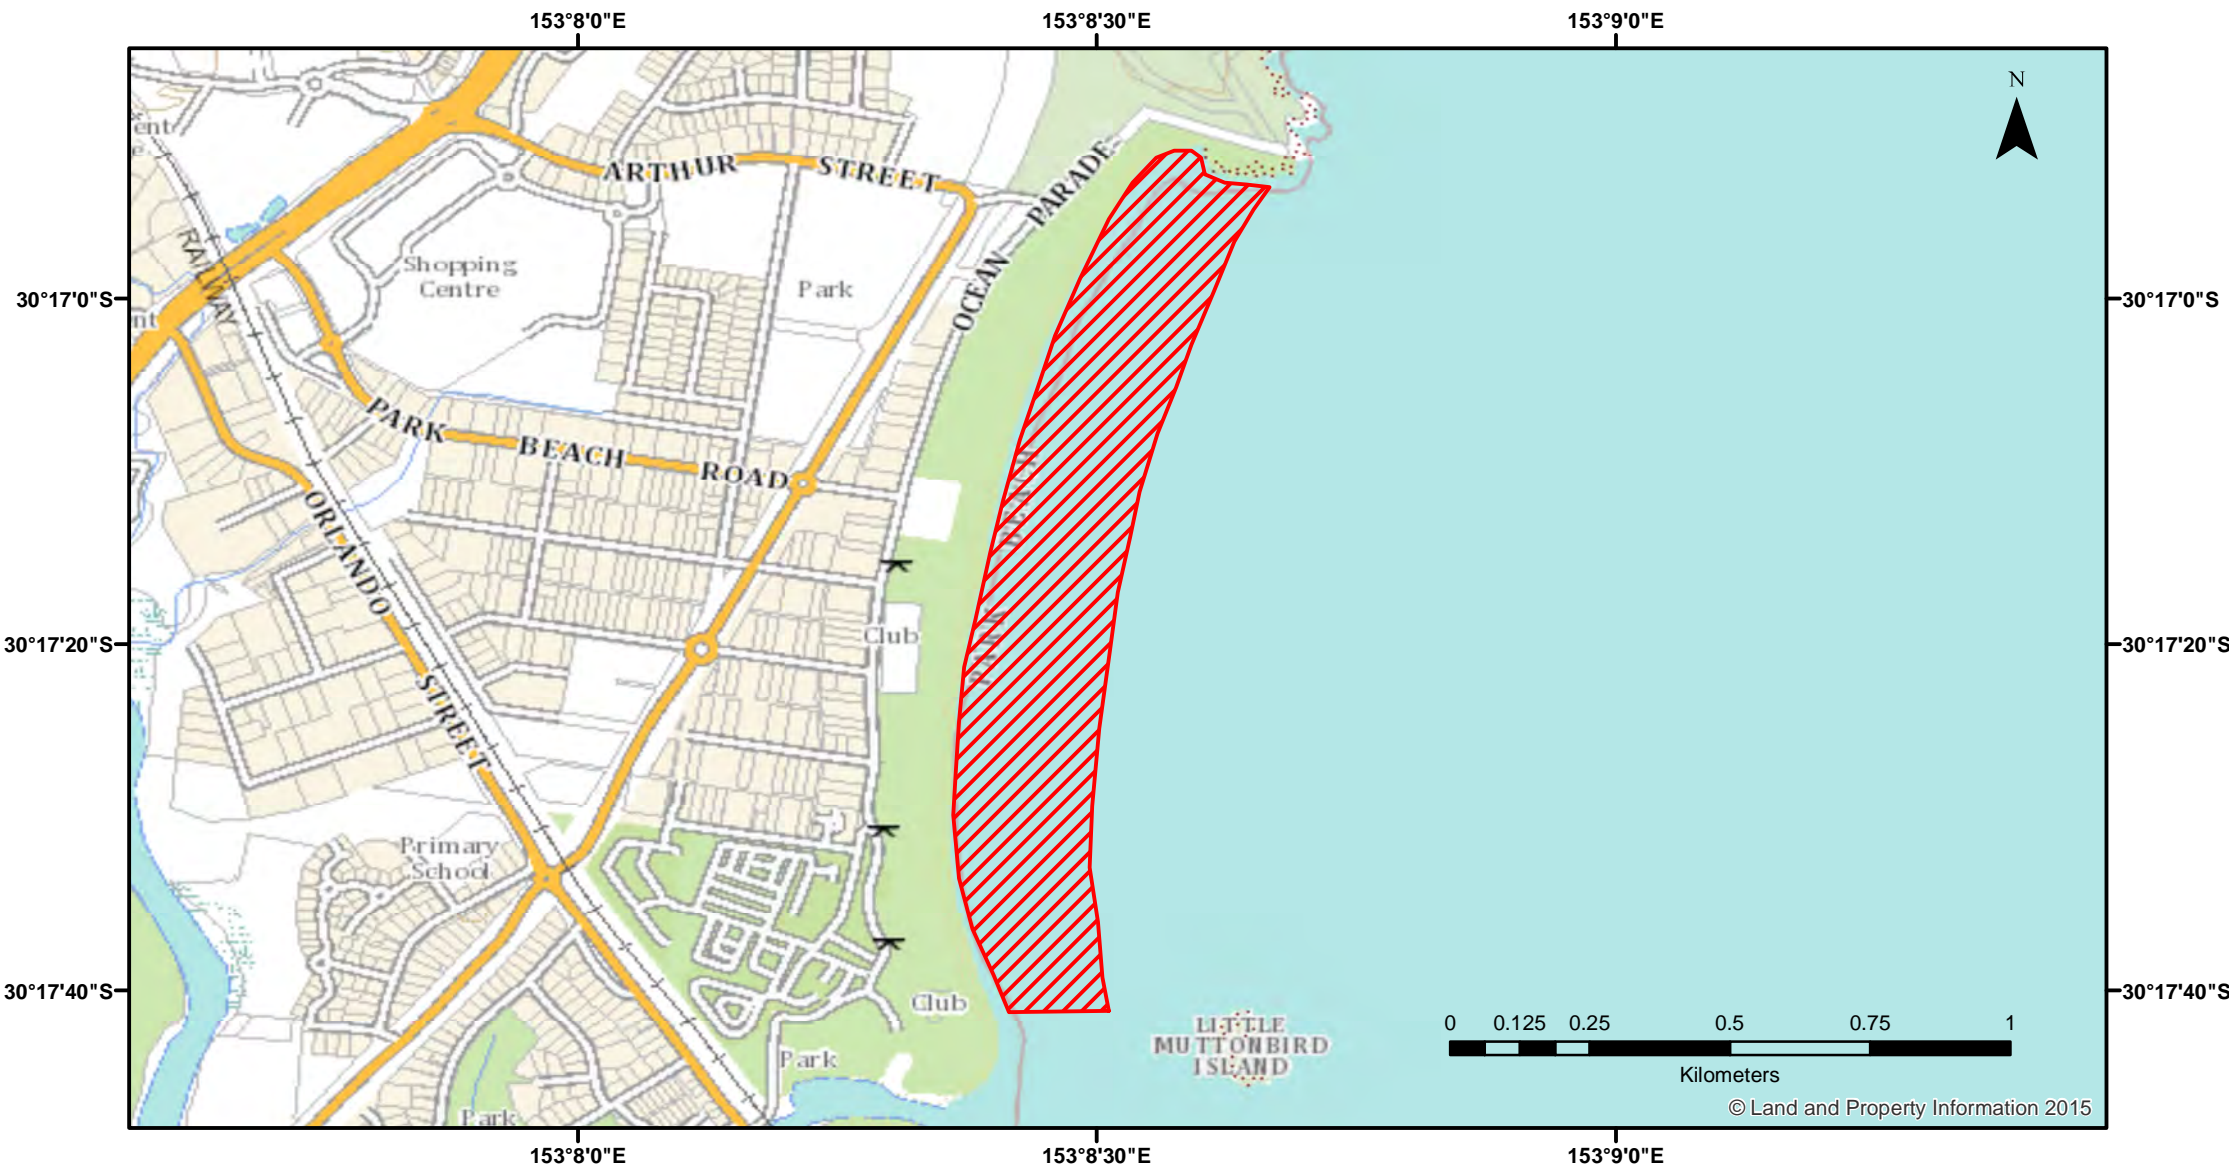 153°8'0"E
153°8'30"E
153°9'0"E
N
ARTHUR STREET
OCEAN PARADE
RAILWAY
Shopping
Centre
Park
30°17'0"S
30°17'0"S
PARK BEACH ROAD
ORLANDO STREET
PARK BEACH
Club
30°17'20"S
30°17'20"S
Primary
School
30°17'40"S
30°17'40"S
Club
Park
Park
LITTLE
MUTTONBIRD
ISLAND
0 0.125 0.25 0.5 0.75 1
Kilometers
© Land and Property Information 2015
153°8'0"E
153°8'30"E
153°9'0"E